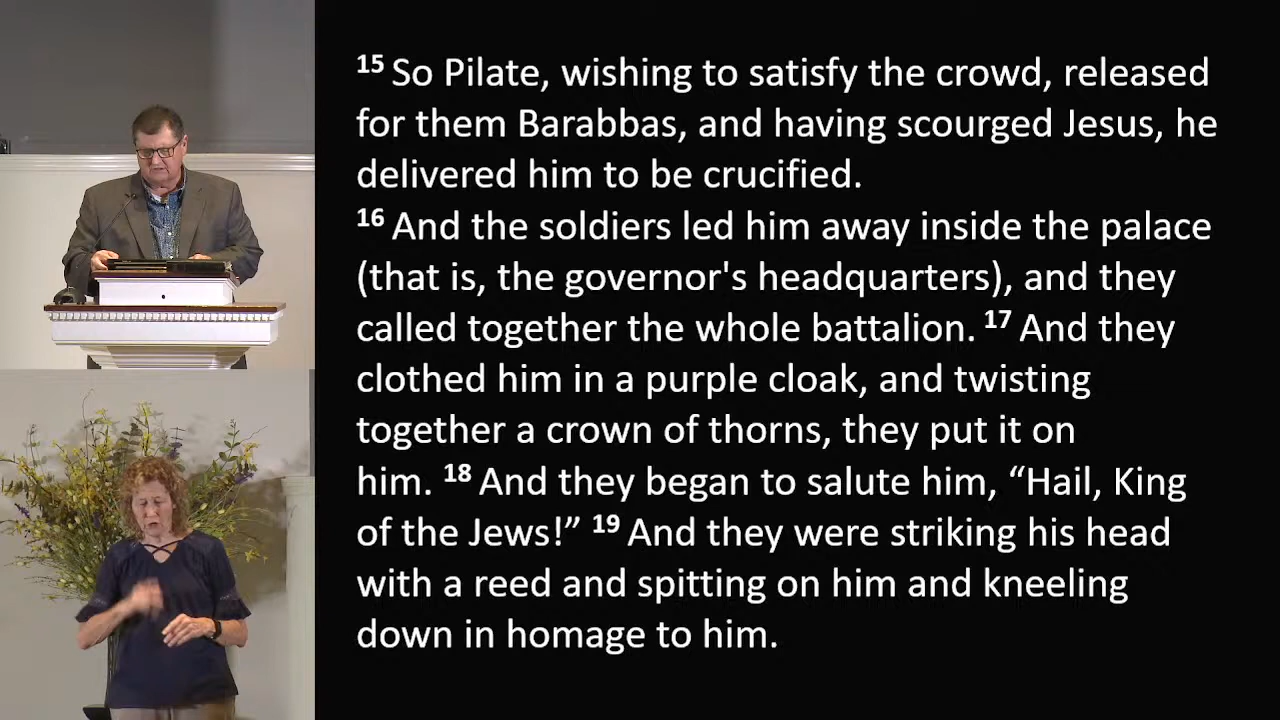 15 So Pilate, wishing to satisfy the crowd, released
for them Barabbas, and having scourged Jesus, he
delivered him to be crucified.
16 And the soldiers led him away inside the palace
(that is, the governor's headquarters), and they
called together the whole battalion. 17 And they
clothed him in a purple cloak, and twisting
together a crown of thorns, they put it on
him. 18 And they began to salute him, “Hail, King
of the Jews!” 19 And they were striking his head
with a reed and spitting on him and kneeling
down in homage to him.